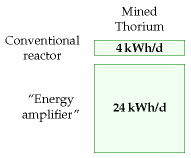 Mined
Thorium
Conventional
reactor
4 kWh/d
“Energy
amplifier”
24 kWh/d